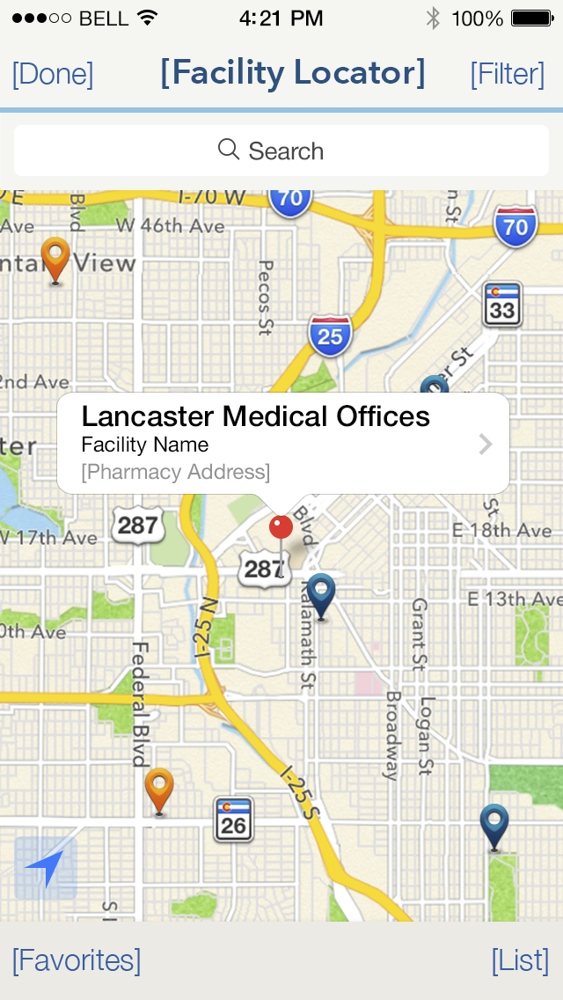 BELL 4:21 PM 100%
[Done] [Facility Locator] [Filter]
Search
I-70 W
70
Blvd
n St
Ave
W 46th Ave
70
View
Pecos St
33
25
er St
2nd Ave
Lancaster Medical Offices
Facility Name
[Pharmacy Address]
ter
St
287
Blvd
W 17th Ave
E 18th Ave
287
Kalamath St
E 13th Ave
I-25 N
Grant St
0th Ave
Federal Blvd
Broadway
Logan St
I-25 S
26
S
[Favorites] [List]